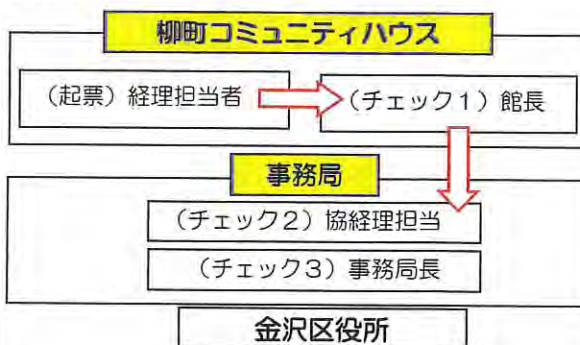 柳町コミュニティハウス
(起票)経理担当者
(チェック1)館長
事務局
(チェック2)協経理担当
(チェック3)事務局長
金沢区役所